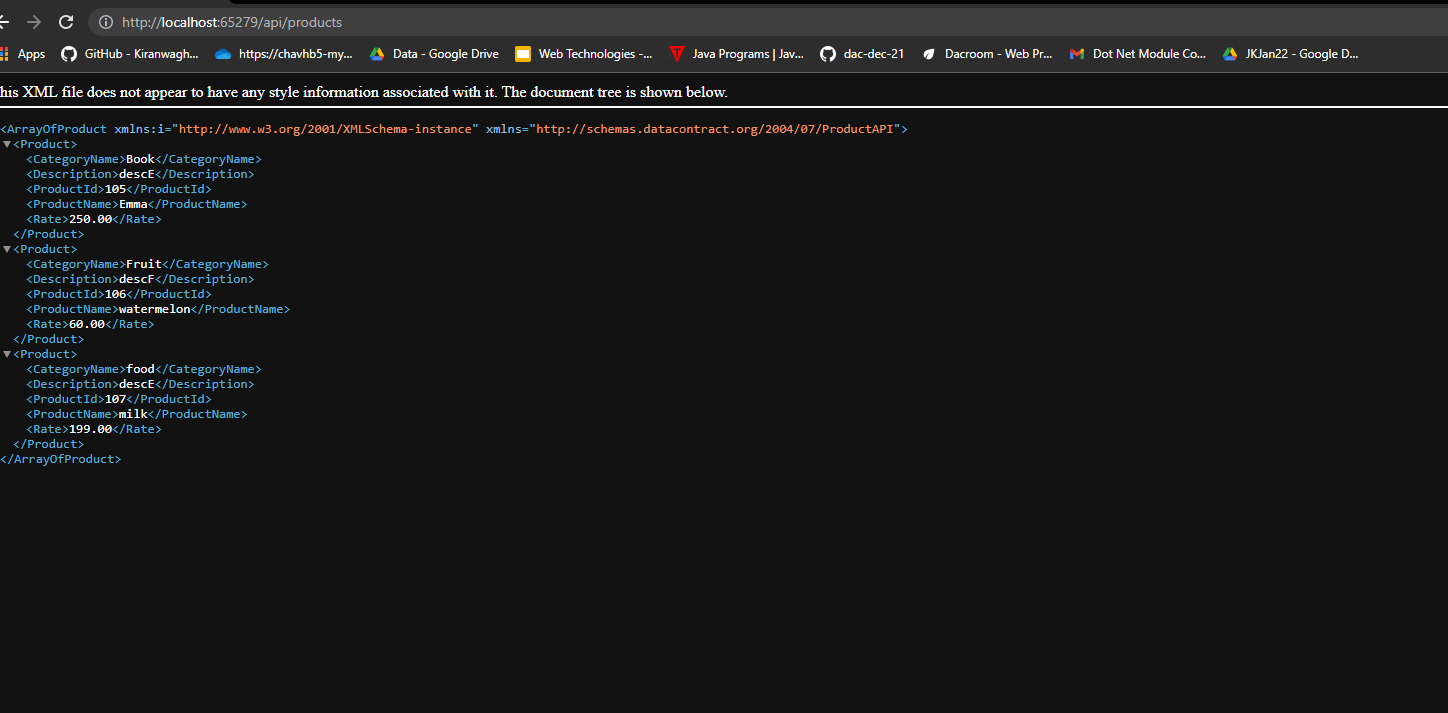 http://localhost:65279/api/products
Apps GitHub - Kiranwagh... https://chavhb5-my... Data - Google Drive Web Technologies -... Java Programs | Jav... dac-dec-21 Dacroom - Web Pr... Dot Net Module Co... JKJan22 - Google D...
his XML file does not appear to have any style information associated with it. The document tree is shown below.
<ArrayOfProduct xmlns:i="http://www.w3.org/2001/XMLSchema-instance" xmlns="http://schemas.datacontract.org/2004/07/ProductAPI">
<Product>
<CategoryName>Book</CategoryName>
<Description>descE</Description>
<ProductId>105</ProductId>
<ProductName>Emma</ProductName>
<Rate>250.00</Rate>
</Product>
<Product>
<CategoryName>Fruit</CategoryName>
<Description>descF</Description>
<ProductId>106</ProductId>
<ProductName>watermelon</ProductName>
<Rate>60.00</Rate>
</Product>
<Product>
<CategoryName>food</CategoryName>
<Description>descE</Description>
<ProductId>107</ProductId>
<ProductName>milk</ProductName>
<Rate>199.00</Rate>
</Product>
</ArrayOfProduct>